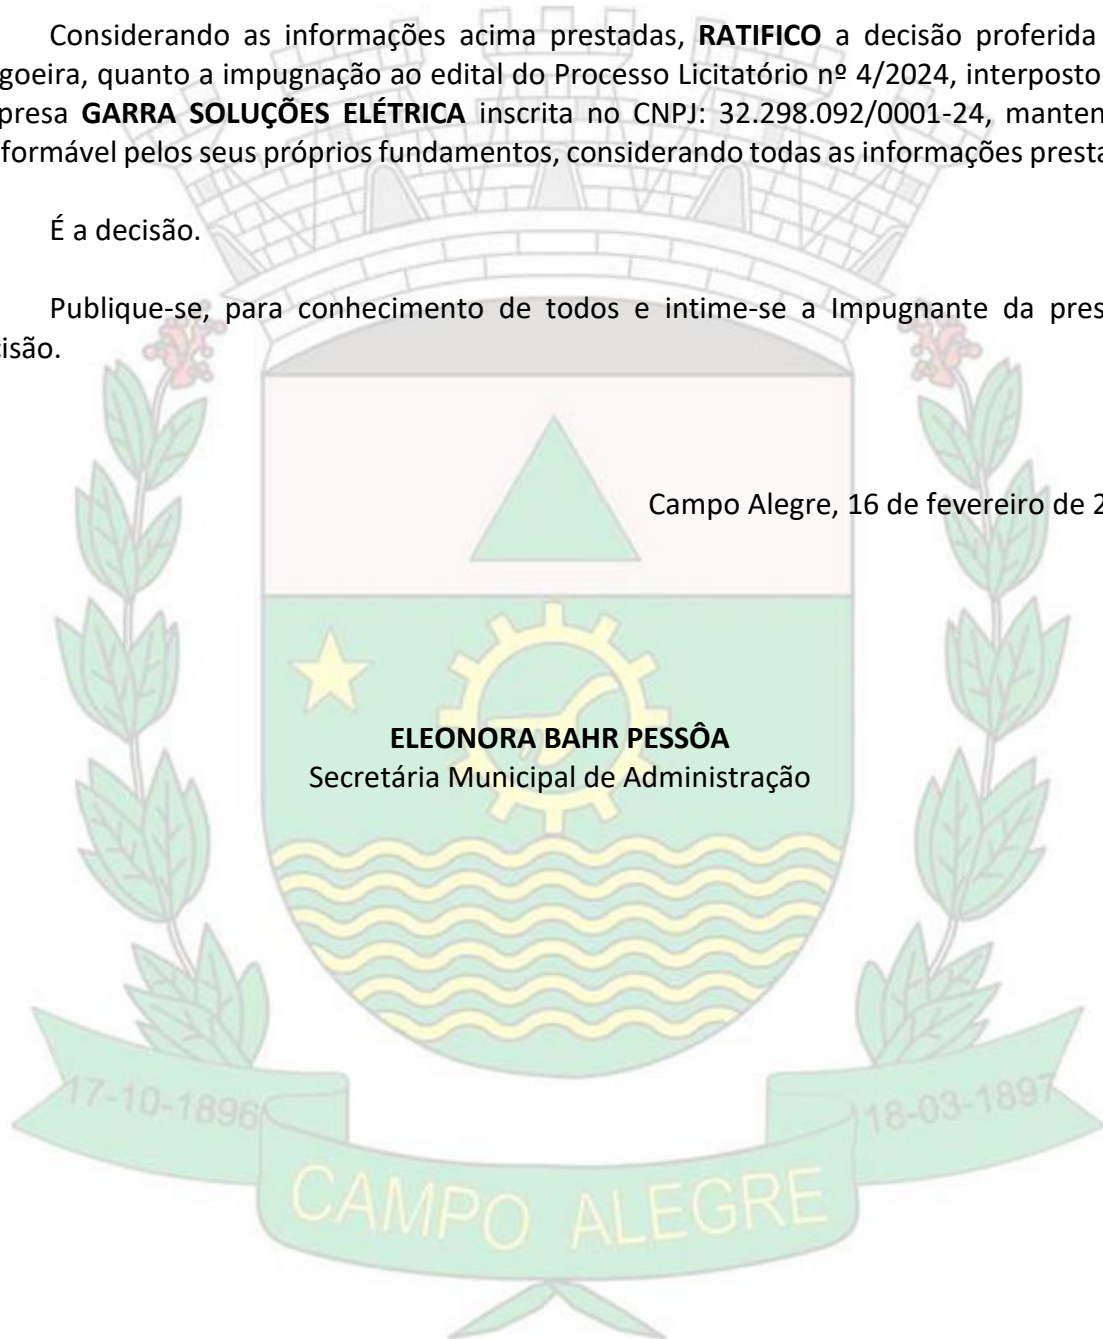 Considerando as informações acima prestadas, RATIFICO a decisão proferida
goeira, quanto a impugnação ao edital do Processo Licitatório nº 4/2024, interposto
presa GARRA SOLUÇÕES ELÉTRICA inscrita no CNPJ: 32.298.092/0001-24, manten
formável pelos seus próprios fundamentos, considerando todas as informações presta
É a decisão.
Publique-se, para conhecimento de todos e intime-se a Impugnante da pres
cisão.
Campo Alegre, 16 de fevereiro de 2
ELEONORA BAHR PESSÔA
Secretária Municipal de Administração
17-10-1896
18-03-1897
CAMPO ALEGRE